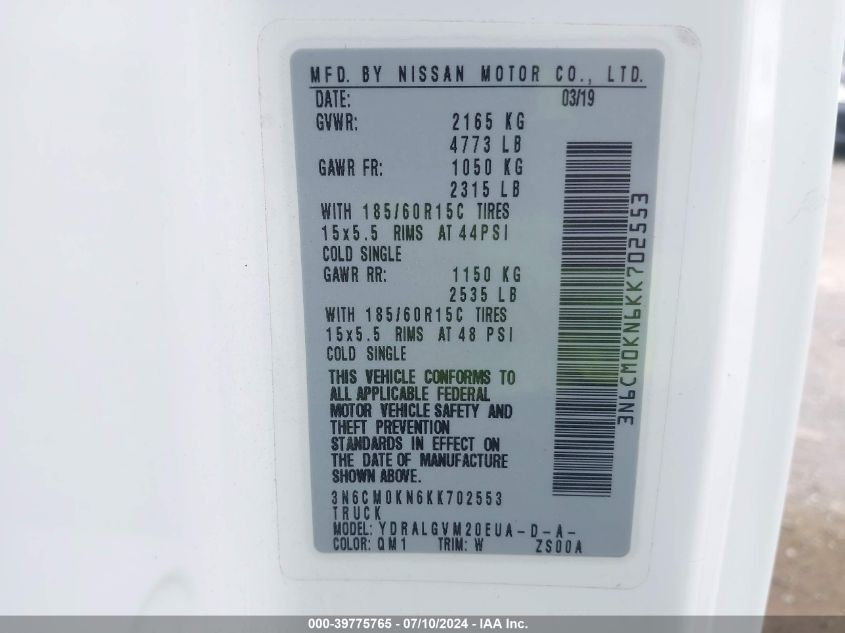 MFD. BY NISSAN MOTOR CO., LTD.
DATE: 03/19
GVWR: 2165 KG
4773 LB
GAWR FR: 1050 KG
2315 LB
WITH 185/60R15C TIRES
15x5.5 RIMS AT 44PSI
COLD SINGLE
GAWR RR: 1150 KG
2535 LB
WITH 185/60R15C TIRES
15x5.5 RIMS AT 48 PSI
COLD SINGLE
THIS VEHICLE CONFORMS TO
ALL APPLICABLE FEDERAL
MOTOR VEHICLE SAFETY AND
THEFT PREVENTION
STANDARDS IN EFFECT ON
THE DATE OF MANUFACTURE
SHOWN ABOVE.
3N6CM0KN6KK702553
TRUCK
MODEL: YDRALGVM20EUA-D-A-
COLOR: QM1 TRIM: W ZS00A
3N6CM0KN6KK702553
000-39775765 - 07/10/2024 - IAA Inc.